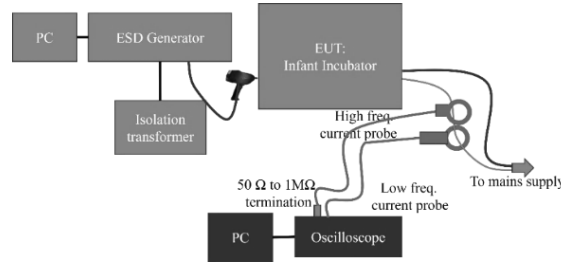 PC
ESD Generator
EUT:
Infant Incubator
Isolation
transformer
High freq.
current probe
50 Ω to 1MΩ
termination
Low freq.
current probe
To mains supply
PC
Oscilloscope